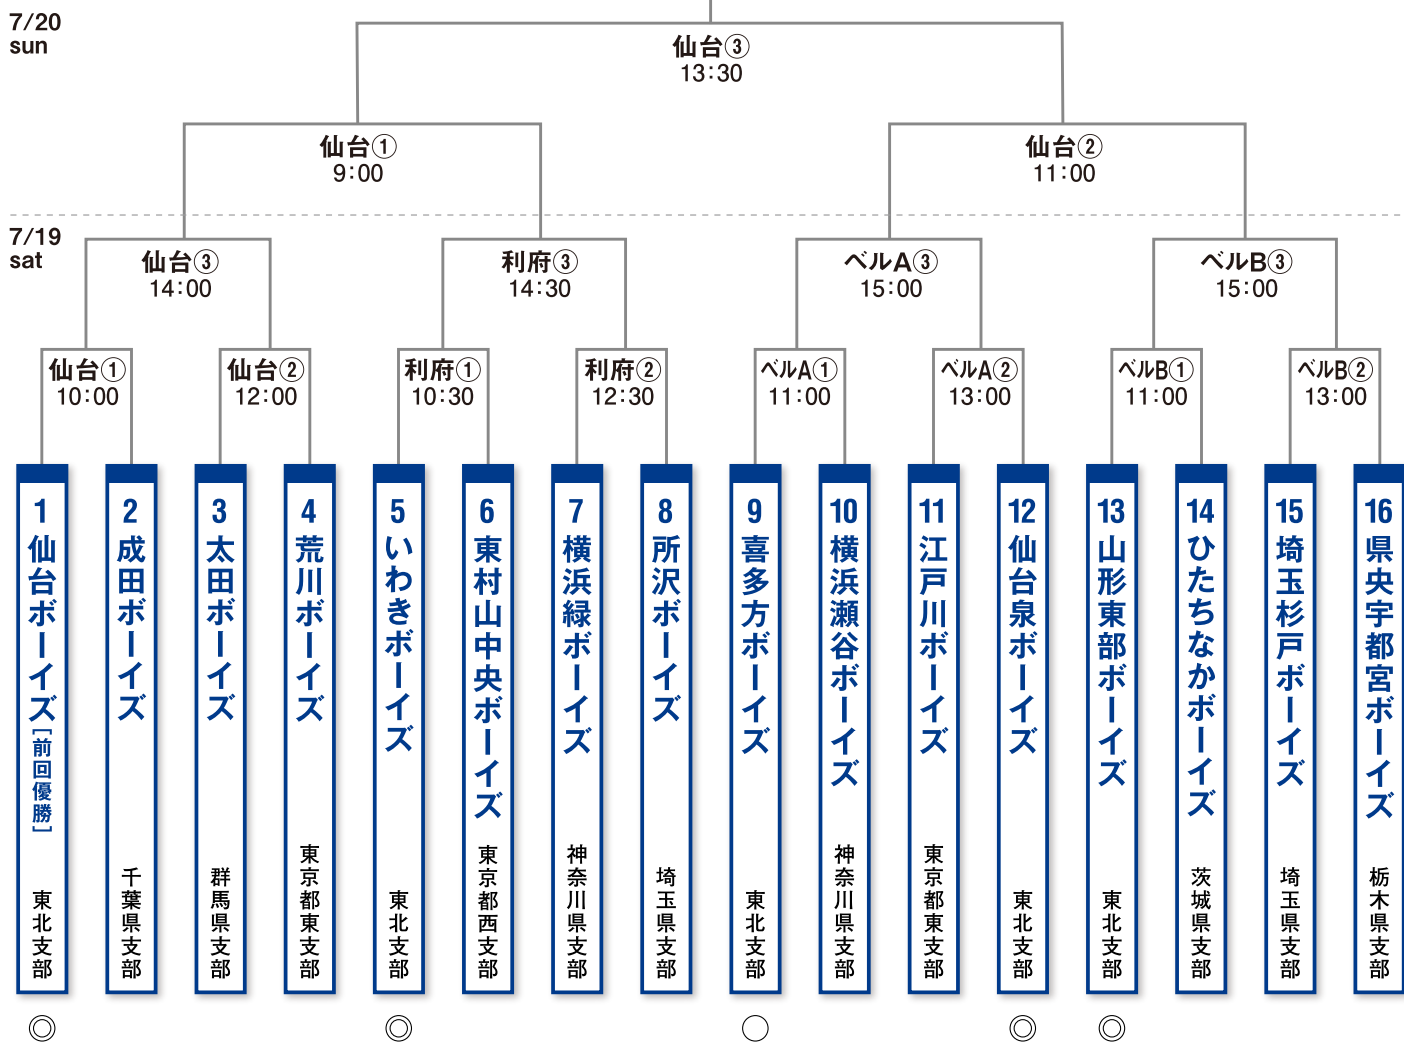 7/20
sun
仙台③
13:30
仙台①
9:00
仙台②
11:00
7/19
sat
仙台③
14:00
利府③
14:30
ベルA③
15:00
ベルB③
15:00
仙台①
10:00
仙台②
12:00
利府①
10:30
利府②
12:30
ベルA①
11:00
ベルA②
13:00
ベルB①
11:00
ベルB②
13:00
1
仙台ボーイズ[前回優勝]
東北支部
2
成田ボーイズ
千葉県支部
3
太田ボーイズ
群馬県支部
4
荒川ボーイズ
東京都東支部
5
いわきボーイズ
東北支部
6
東村山中央ボーイズ
東京都西支部
7
横浜緑ボーイズ
神奈川県支部
8
所沢ボーイズ
埼玉県支部
9
喜多方ボーイズ
東北支部
10
横浜瀬谷ボーイズ
神奈川県支部
11
江戸川ボーイズ
東京都東支部
12
仙台泉ボーイズ
東北支部
13
山形東部ボーイズ
東北支部
14
ひたちなかボーイズ
茨城県支部
15
埼玉杉戸ボーイズ
埼玉県支部
16
県央宇都宮ボーイズ
栃木県支部
◎ ◎ ○ ◎ ◎